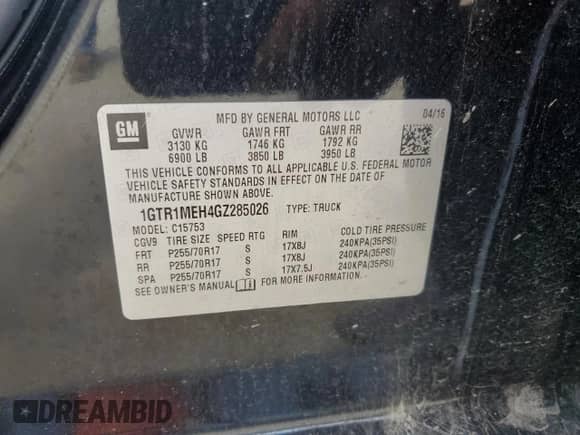 GM
MFD BY GENERAL MOTORS LLC 04/16
GVWR GAWR FRT GAWR RR
3130 KG 1746 KG 1792 KG
6900 LB 3850 LB 3950 LB
THIS VEHICLE CONFORMS TO ALL APPLICABLE U.S. FEDERAL MOTOR
VEHICLE SAFETY STANDARDS IN EFFECT ON THE DATE OF
MANUFACTURE SHOWN ABOVE.
1GTR1MEH4GZ285026 TYPE: TRUCK
MODEL: C15753
CGV9 TIRE SIZE SPEED RTG RIM COLD TIRE PRESSURE
FRT P255/70R17 S 17X8J 240KPA(35PSI)
RR P255/70R17 S 17X8J 240KPA(35PSI)
SPA P255/70R17 S 17X7.5J 240KPA(35PSI)
SEE OWNER'S MANUAL FOR MORE INFORMATION.
DREAMBID